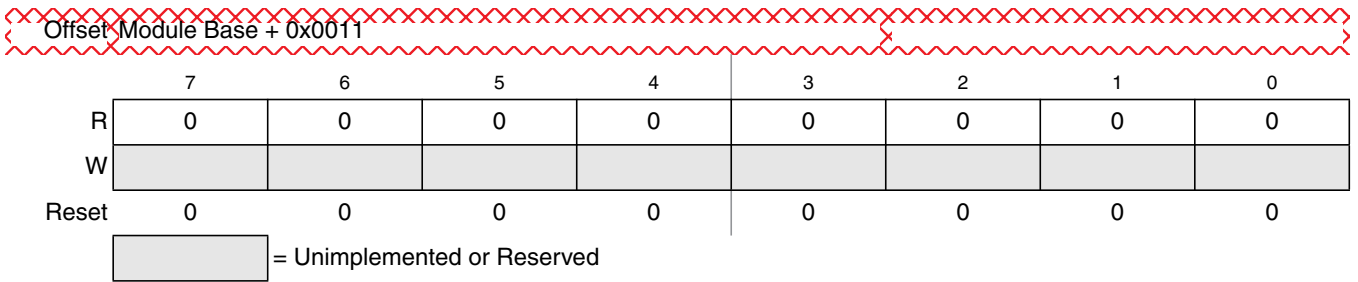 Offset Module Base + 0x0011
7 6 5 4 3 2 1 0
R 0 0 0 0 0 0 0 0
W
Reset 0 0 0 0 0 0 0 0
= Unimplemented or Reserved